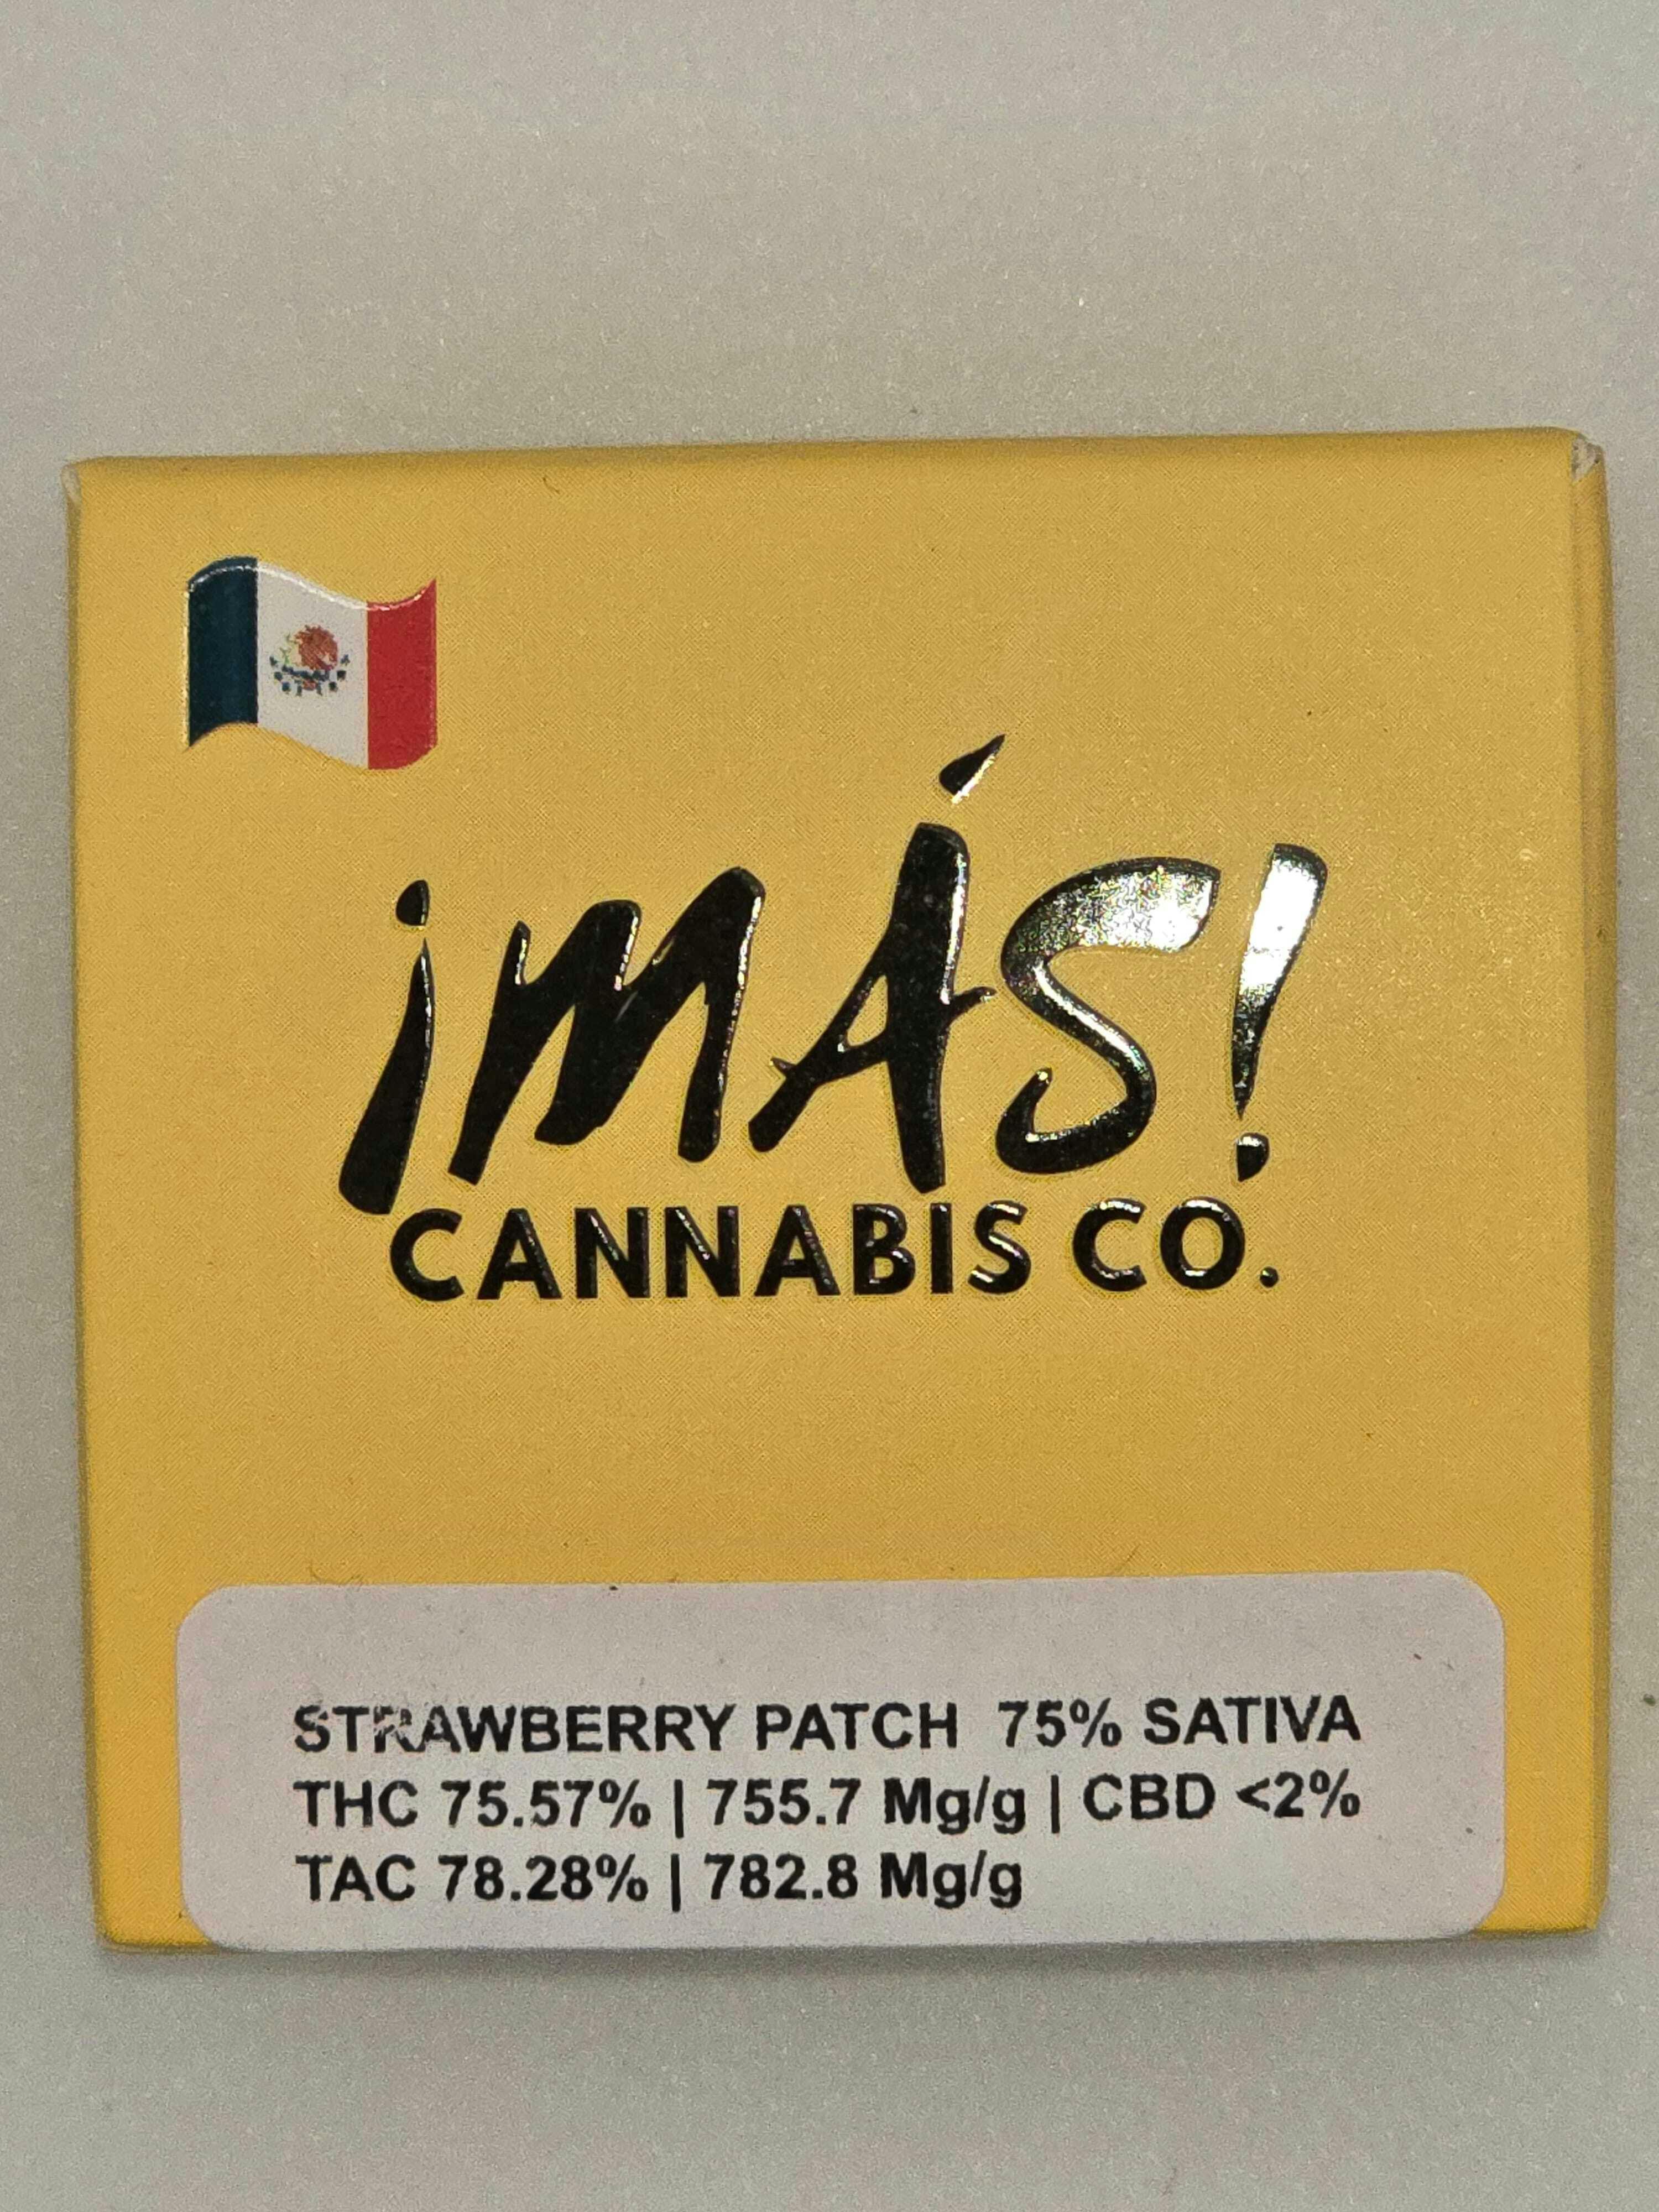 ¡MÁS!
CANNABIS CO.
STRAWBERRY PATCH 75% SATIVA
THC 75.57% | 755.7 Mg/g | CBD <2%
TAC 78.28% | 782.8 Mg/g